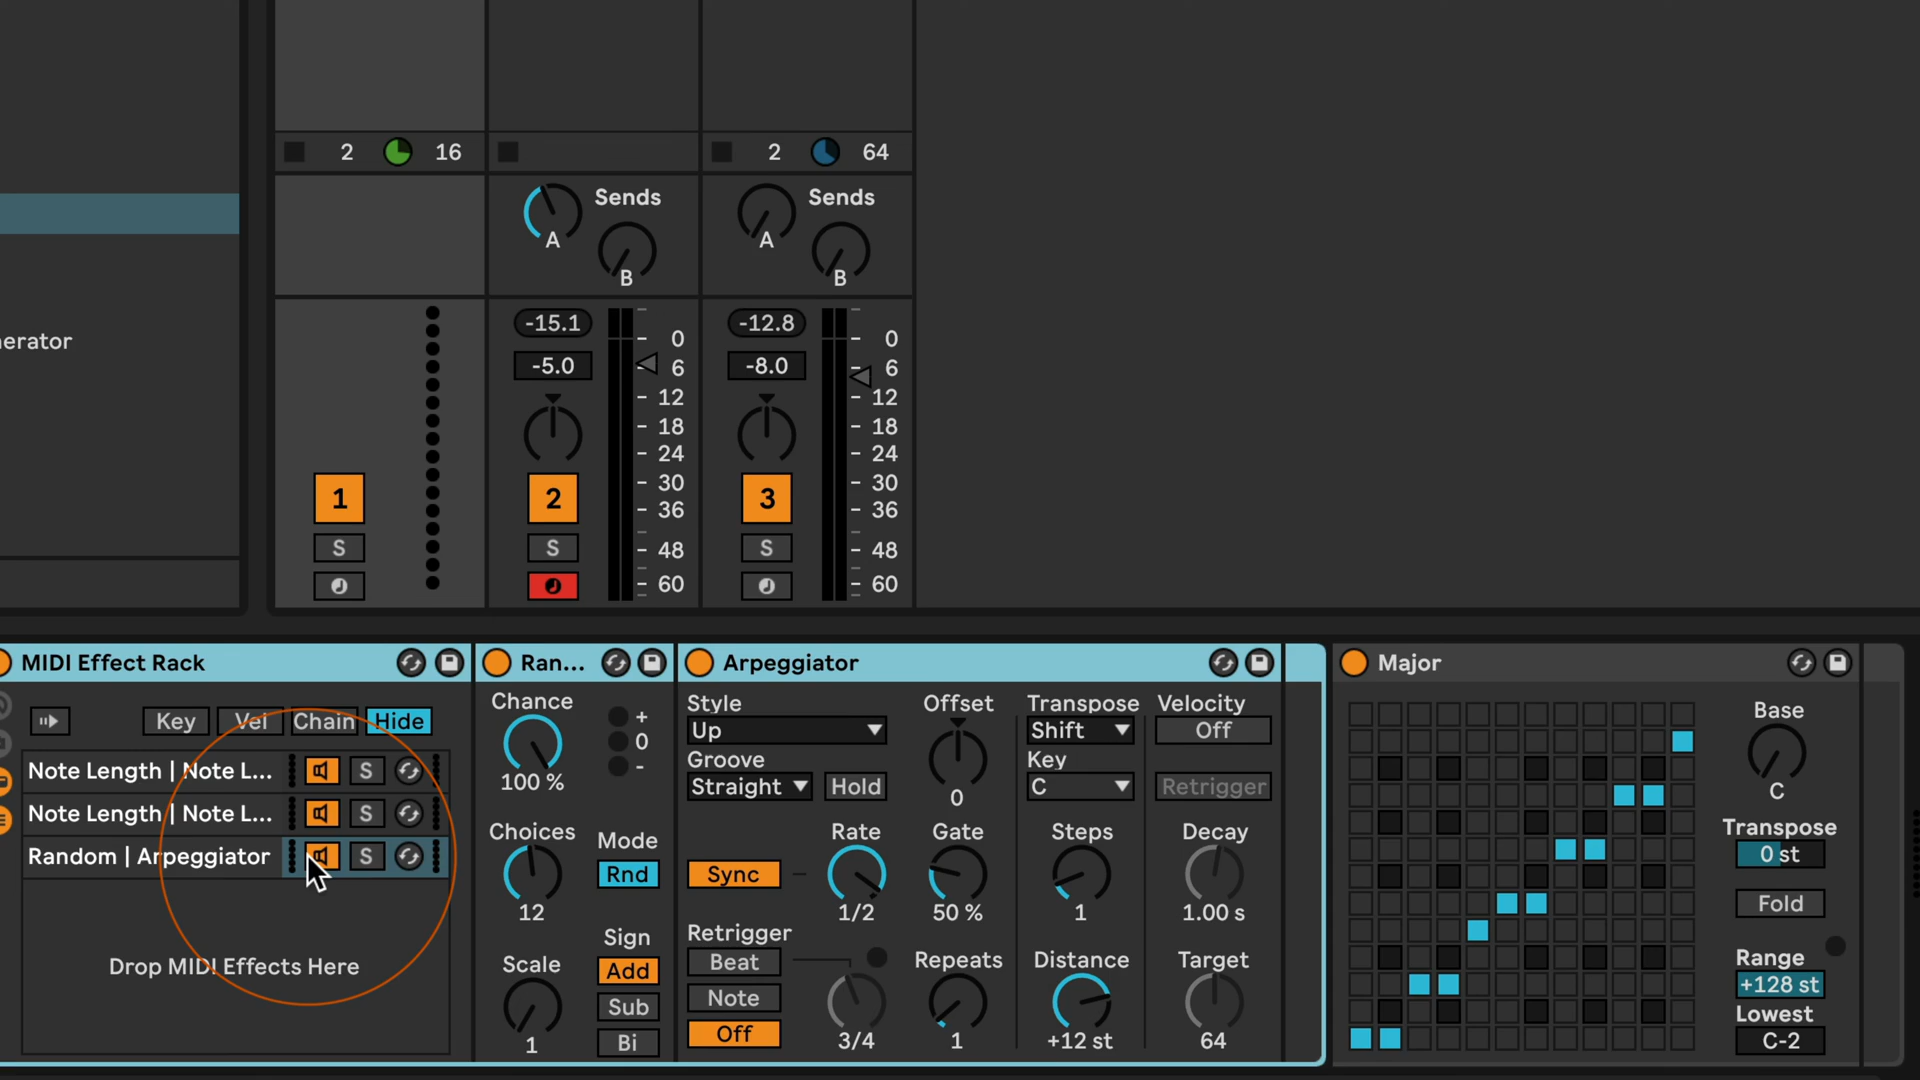 2 16
2 64
Sends
A
B
Sends
A
B
erator
-15.1
-5.0
0
6
12
18
24
30
36
48
60
-12.8
-8.0
0
6
12
18
24
30
36
48
60
1
S
2
S
3
S
MIDI Effect Rack
Key Vel Chain Hide
Note Length | Note L... S
Note Length | Note L... S
Random | Arpeggiator S
Drop MIDI Effects Here
Ran...
Chance
100 %
+
0
-
Choices
12
Mode
Rnd
Scale
1
Sign
Add
Sub
Bi
Arpeggiator
Style
Up
Groove
Straight Hold
Offset
0
Transpose
Shift
Key
C
Velocity
Off
Retrigger
Sync
Rate
1/2
Gate
50 %
Steps
1
Decay
1.00 s
Retrigger
Beat
Note
Off
3/4
Repeats
1
Distance
+12 st
Target
64
Major
Base
C
Transpose
0 st
Fold
Range
+128 st
Lowest
C-2